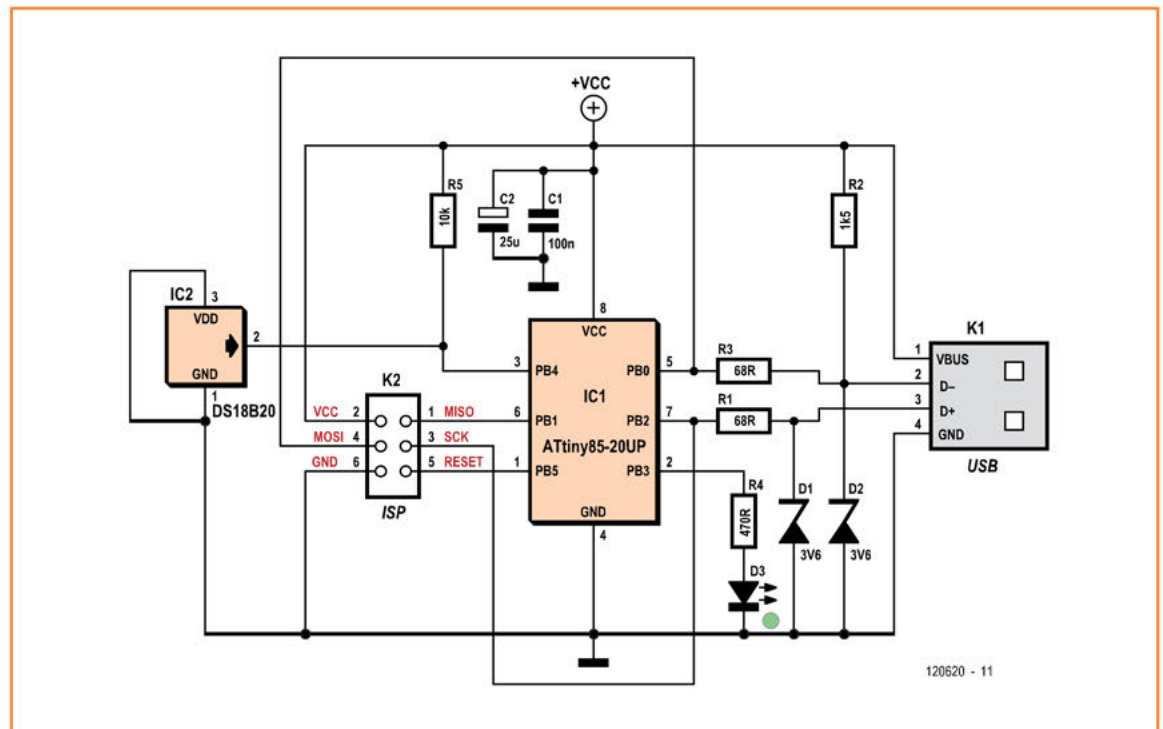 +VCC
R5
10k
C2
25u
C1
100n
R2
1k5
IC2
3
VDD
2
GND
1
DS18B20
K2
VCC 2
1 MISO
MOSI 4
3 SCK
GND 6
5 RESET
ISP
8
VCC
3
PB4
PB0
5
IC1
6
PB1
PB2
7
ATtiny85-20UP
1
PB5
PB3
2
GND
4
R3
68R
R1
68R
R4
470R
D3
D1
3V6
D2
3V6
K1
1 VBUS
2 D–
3 D+
4 GND
USB
120620 - 11